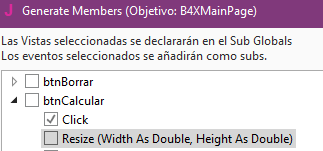 Generate Members (Objetivo: B4XMainPage)
Las Vistas seleccionadas se declararán en el Sub Globals
Los eventos seleccionados se añadirán como subs.
btnBorrar
btnCalcular
Click
Resize (Width As Double, Height As Double)